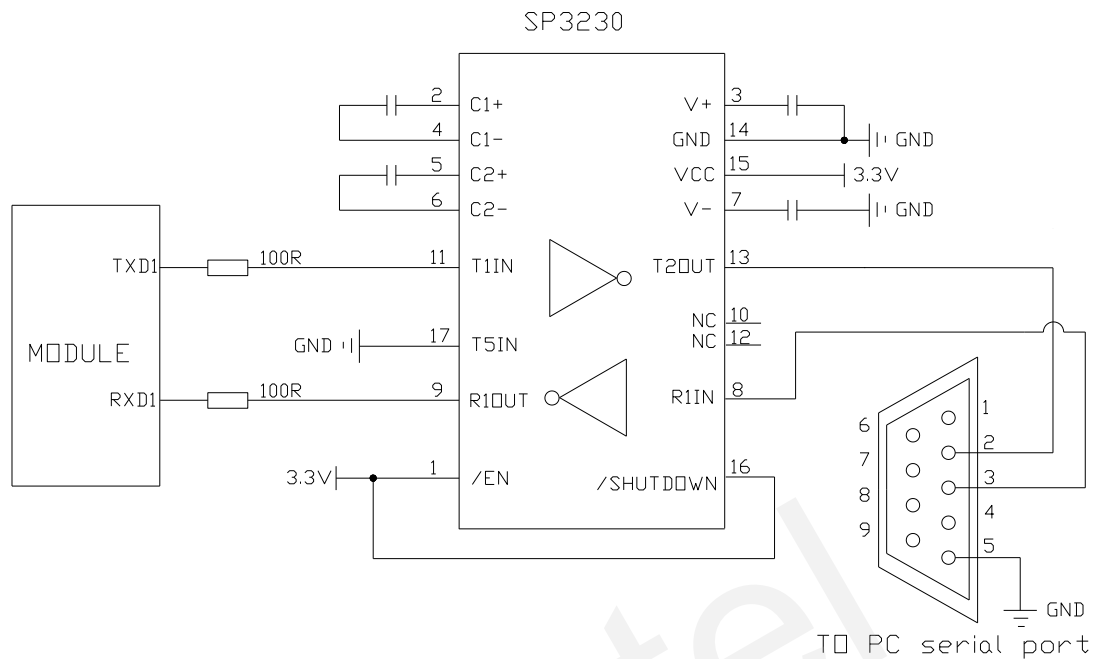 SP3230
2 C1+ V+ 3
4 C1- GND 14 GND
5 C2+ VCC 15 3.3V
6 C2- V- 7 GND
TXD1 100R 11 T1IN T2OUT 13
NC 10
GND 17 T5IN NC 12
MODULE
RXD1 100R 9 R1OUT R1IN 8
3.3V 1 /EN /SHUTDOWN 16
1
6
2
7
3
8
4
9
5
GND
TO PC serial port
tel